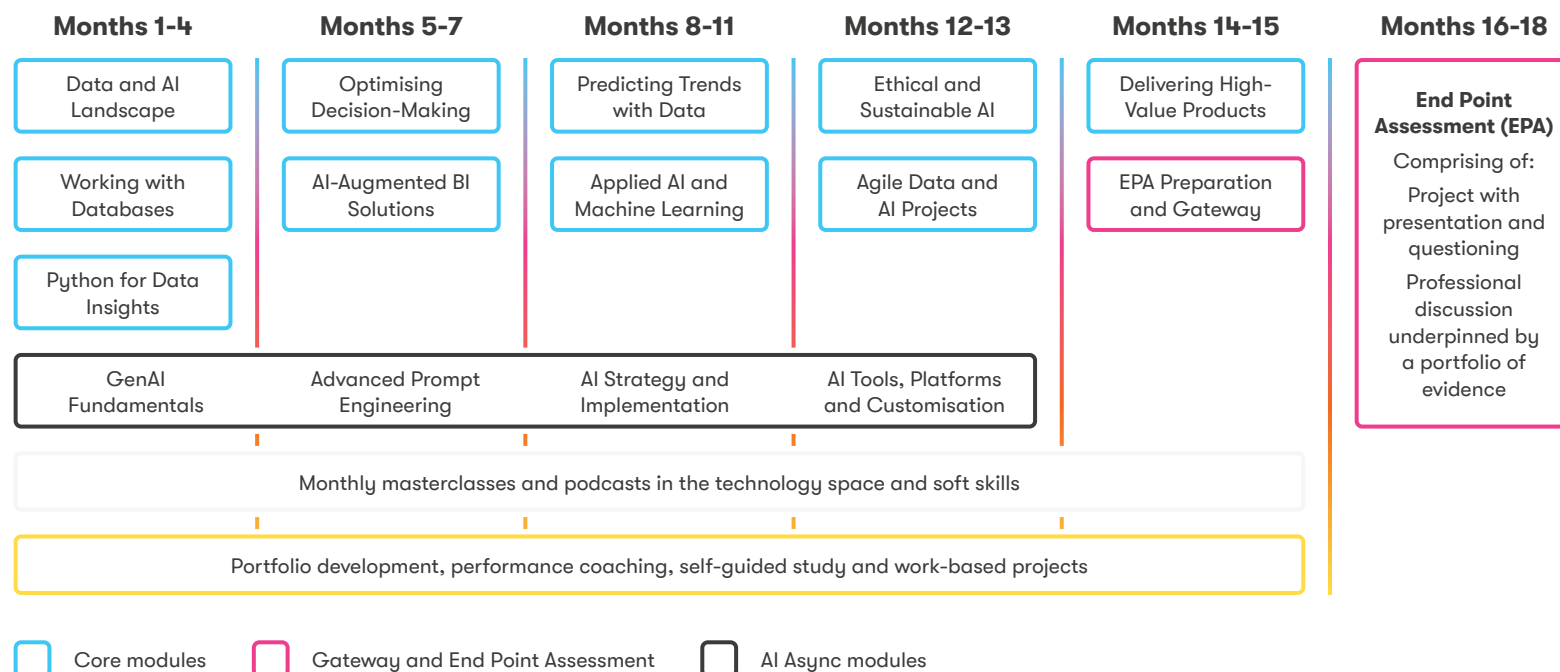 Months 1-4
Months 5-7
Months 8-11
Months 12-13
Months 14-15
Months 16-18
Data and AI
Landscape
Optimising
Decision-Making
Predicting Trends
with Data
Ethical and
Sustainable AI
Delivering High-
Value Products
End Point
Assessment (EPA)
Comprising of:
Project with
presentation and
questioning
Professional
discussion
underpinned by
a portfolio of
evidence
Working with
Databases
AI-Augmented BI
Solutions
Applied AI and
Machine Learning
Agile Data and
AI Projects
EPA Preparation
and Gateway
Python for Data
Insights
GenAI
Fundamentals
Advanced Prompt
Engineering
AI Strategy and
Implementation
AI Tools, Platforms
and Customisation
Monthly masterclasses and podcasts in the technology space and soft skills
Portfolio development, performance coaching, self-guided study and work-based projects
Core modules
Gateway and End Point Assessment
AI Async modules